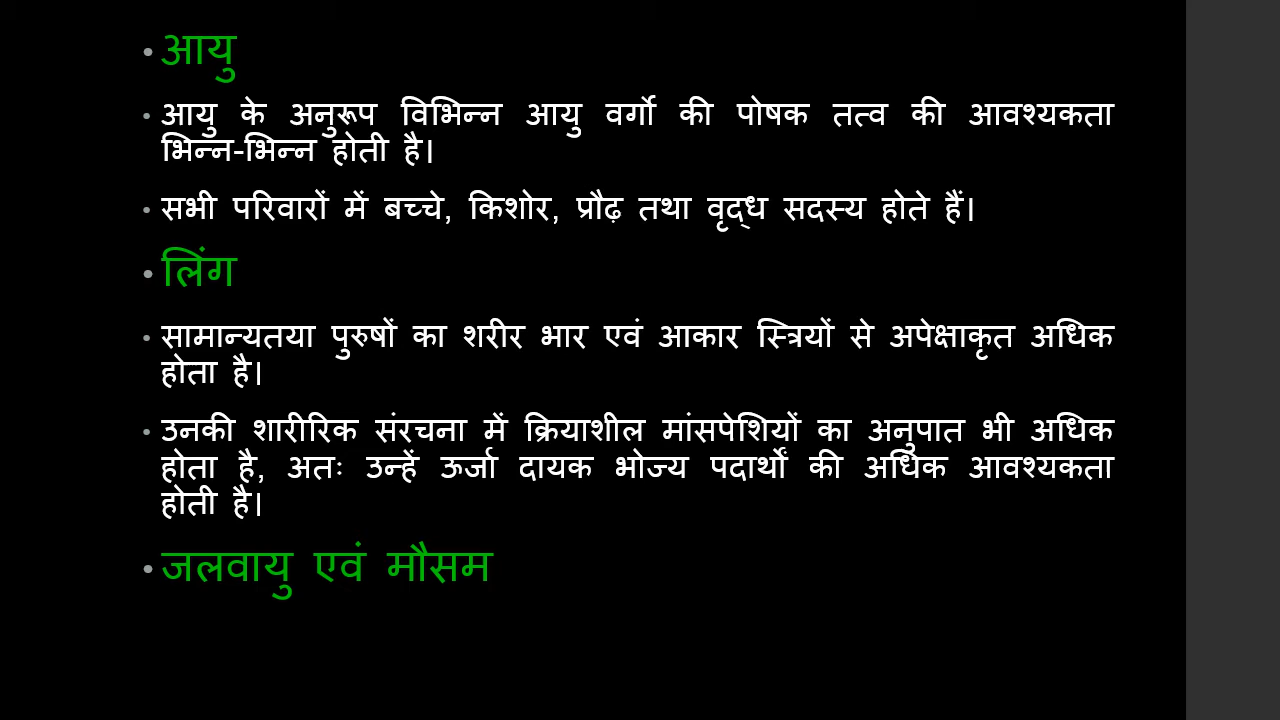 • आयु
• आयु के अनुरूप विभिन्न आयु वर्गो की पोषक तत्व की आवश्यकता
भिन्न-भिन्न होती है।
• सभी परिवारों में बच्चे, किशोर, प्रौढ़ तथा वृद्ध सदस्य होते हैं।
• लिंग
• सामान्यतया पुरुषों का शरीर भार एवं आकार स्त्रियों से अपेक्षाकृत अधिक
होता है।
• उनकी शारीरिक संरचना में क्रियाशील मांसपेशियों का अनुपात भी अधिक
होता है, अतः उन्हें ऊर्जा दायक भोज्य पदार्थों की अधिक आवश्यकता
होती है।
• जलवायु एवं मौसम